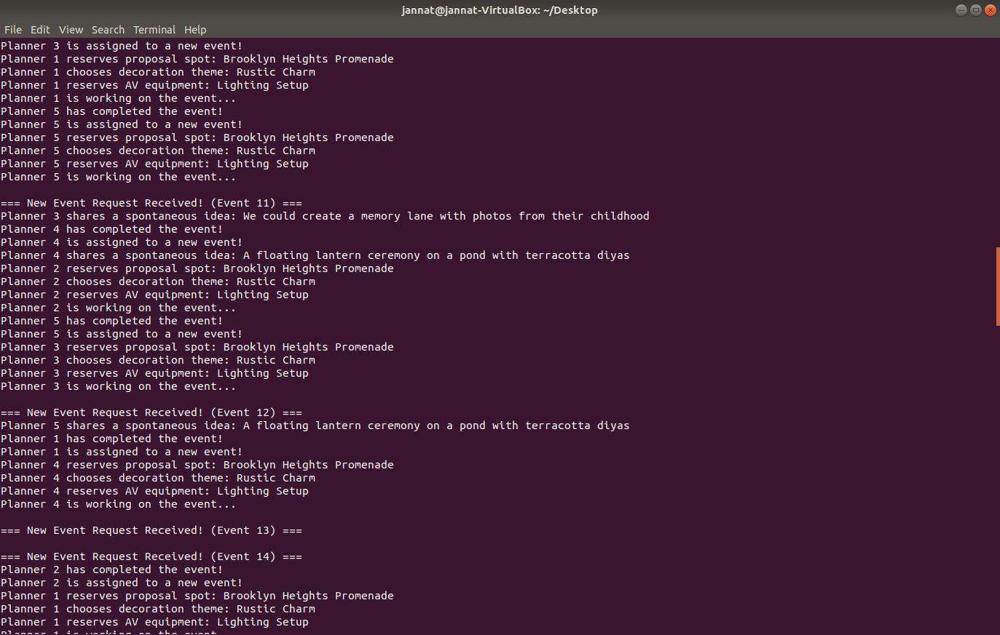 jannat@jannat-VirtualBox: ~/Desktop
File Edit View Search Terminal Help
Planner 3 is assigned to a new event!
Planner 1 reserves proposal spot: Brooklyn Heights Promenade
Planner 1 chooses decoration theme: Rustic Charm
Planner 1 reserves AV equipment: Lighting Setup
Planner 1 is working on the event...
Planner 5 has completed the event!
Planner 5 is assigned to a new event!
Planner 5 reserves proposal spot: Brooklyn Heights Promenade
Planner 5 chooses decoration theme: Rustic Charm
Planner 5 reserves AV equipment: Lighting Setup
Planner 5 is working on the event...
=== New Event Request Received! (Event 11) ===
Planner 3 shares a spontaneous idea: We could create a memory lane with photos from their childhood
Planner 4 has completed the event!
Planner 4 is assigned to a new event!
Planner 4 shares a spontaneous idea: A floating lantern ceremony on a pond with terracotta diyas
Planner 2 reserves proposal spot: Brooklyn Heights Promenade
Planner 2 chooses decoration theme: Rustic Charm
Planner 2 reserves AV equipment: Lighting Setup
Planner 2 is working on the event...
Planner 5 has completed the event!
Planner 5 is assigned to a new event!
Planner 3 reserves proposal spot: Brooklyn Heights Promenade
Planner 3 chooses decoration theme: Rustic Charm
Planner 3 reserves AV equipment: Lighting Setup
Planner 3 is working on the event...
=== New Event Request Received! (Event 12) ===
Planner 5 shares a spontaneous idea: A floating lantern ceremony on a pond with terracotta diyas
Planner 1 has completed the event!
Planner 1 is assigned to a new event!
Planner 4 reserves proposal spot: Brooklyn Heights Promenade
Planner 4 chooses decoration theme: Rustic Charm
Planner 4 reserves AV equipment: Lighting Setup
Planner 4 is working on the event...
=== New Event Request Received! (Event 13) ===
=== New Event Request Received! (Event 14) ===
Planner 2 has completed the event!
Planner 2 is assigned to a new event!
Planner 1 reserves proposal spot: Brooklyn Heights Promenade
Planner 1 chooses decoration theme: Rustic Charm
Planner 1 reserves AV equipment: Lighting Setup
Planner 1 is working on the event